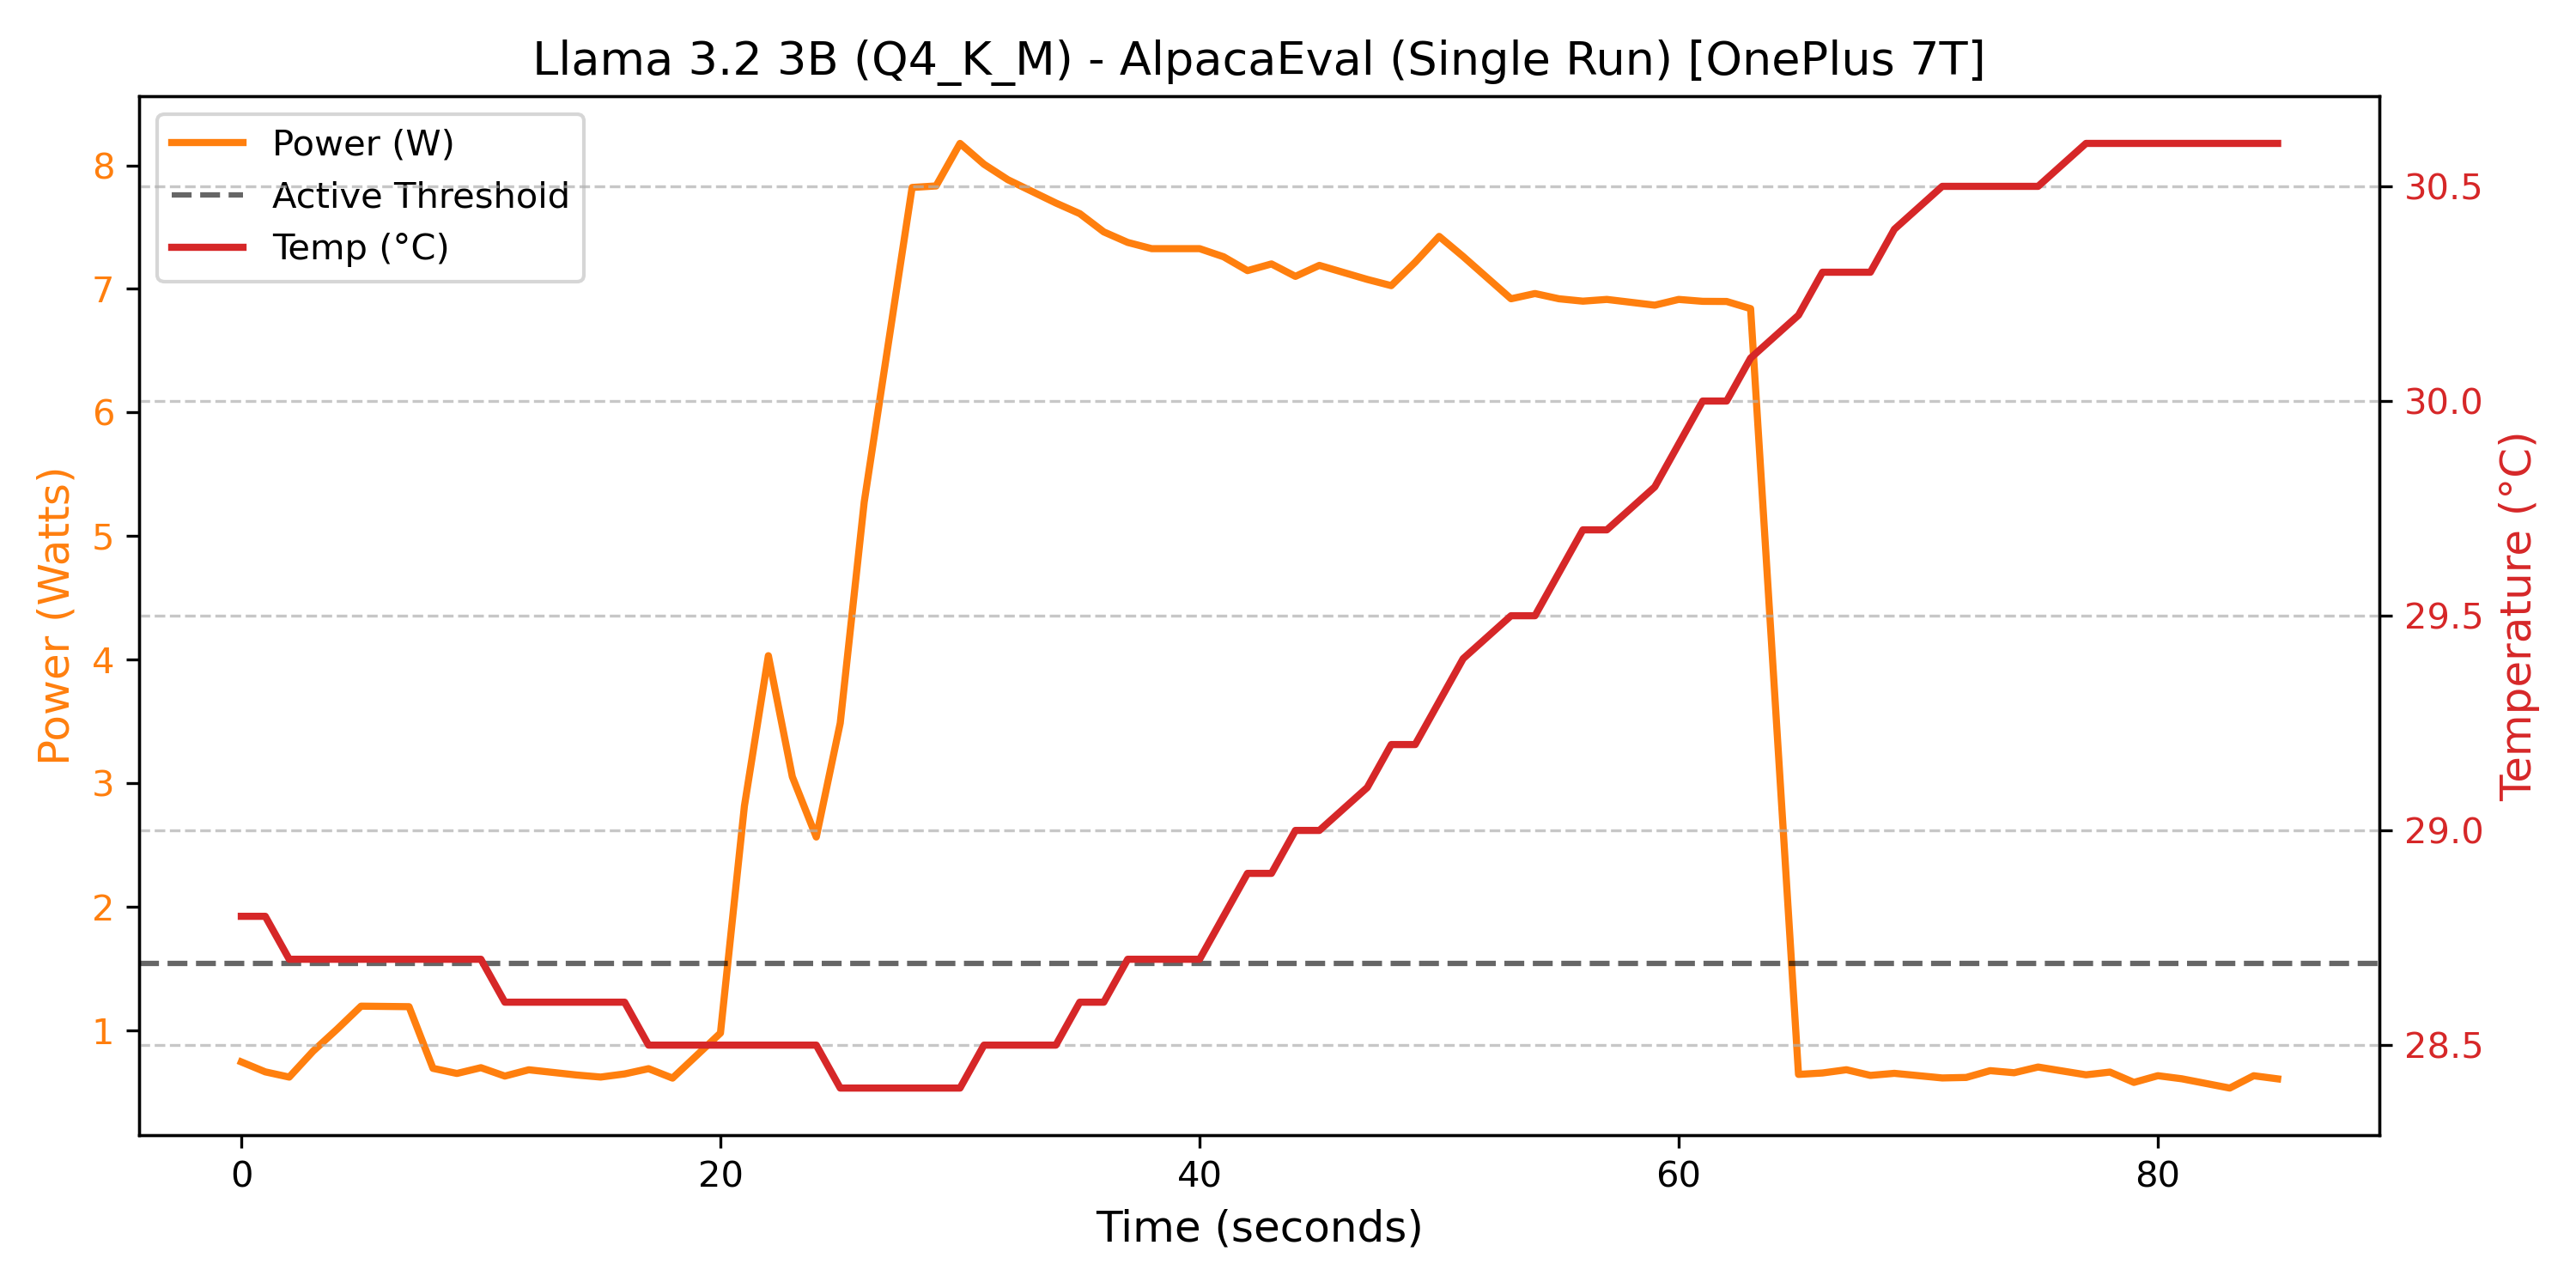 Llama 3.2 3B (Q4_K_M) - AlpacaEval (Single Run) [OnePlus 7T]
Power (W)
Active Threshold
Temp (°C)
Power (Watts)
8
7
6
5
4
3
2
1
30.5
30.0
29.5
29.0
28.5
Temperature (°C)
0 20 40 60 80
Time (seconds)